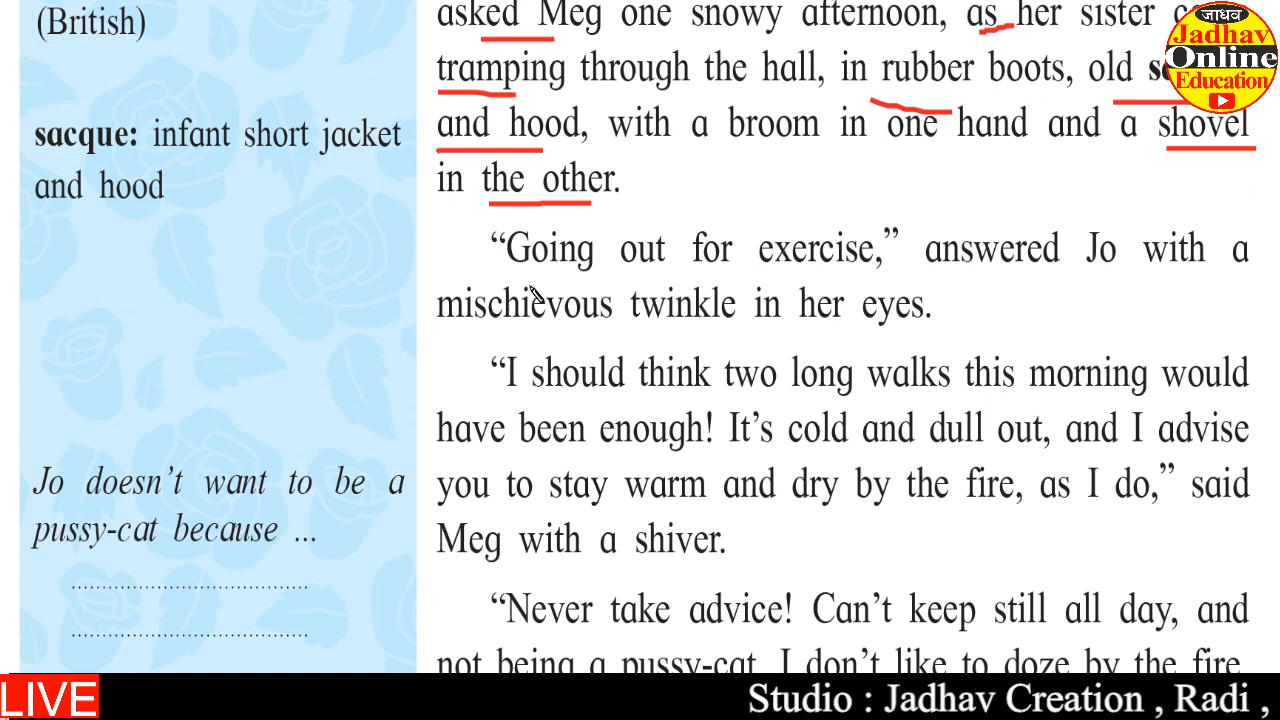 (British)
sacque: infant short jacket
and hood
Jo doesn't want to be a
pussy-cat because ...
asked Meg one snowy afternoon, as her sister
tramping through the hall, in rubber boots, old
and hood, with a broom in one hand and a shovel
in the other.
“Going out for exercise,” answered Jo with a
mischievous twinkle in her eyes.
“I should think two long walks this morning would
have been enough! It's cold and dull out, and I advise
you to stay warm and dry by the fire, as I do,” said
Meg with a shiver.
“Never take advice! Can't keep still all day, and
not being a pussy-cat, I don't like to doze by the fire.
जाधव
Jadhav
Online
Education
LIVE
Studio : Jadhav Creation , Radi ,